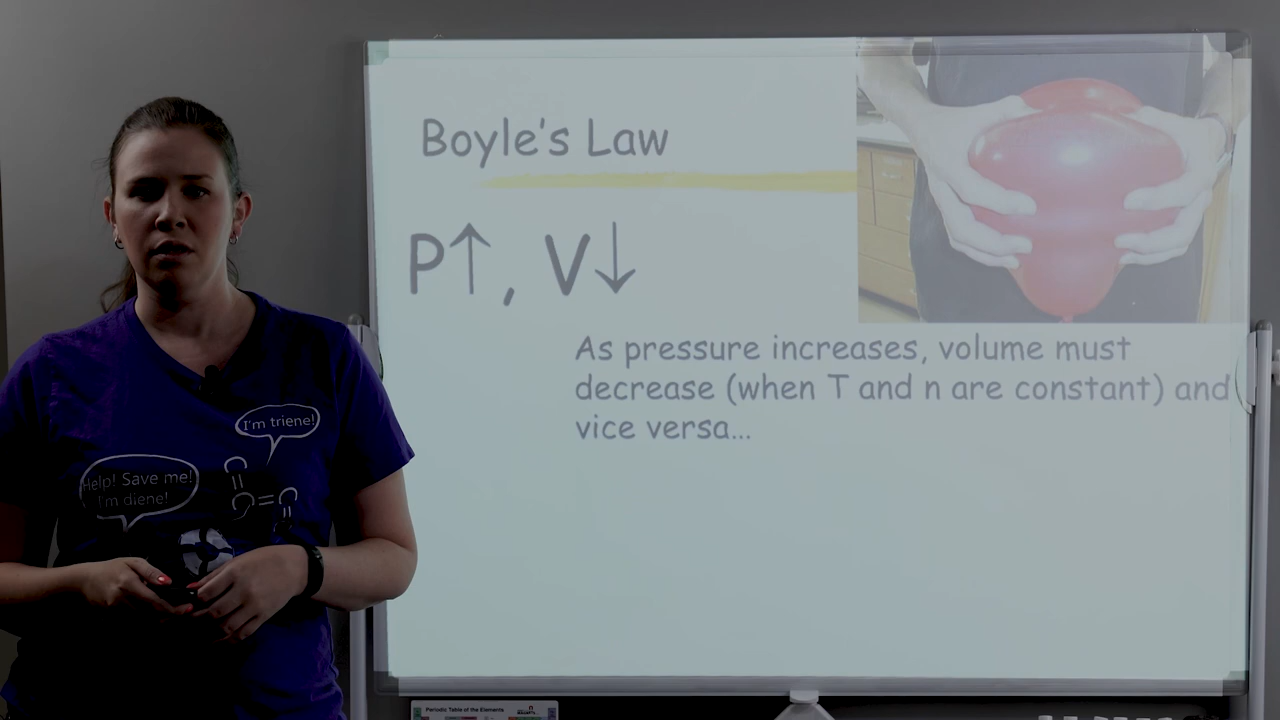 Boyle's Law
P↑, V↓
As pressure increases, volume must
decrease (when T and n are constant) and
vice versa...
I'm triene!
Help! Save me!
I'm diene!
C
C=C
C
Periodic Table of the Elements